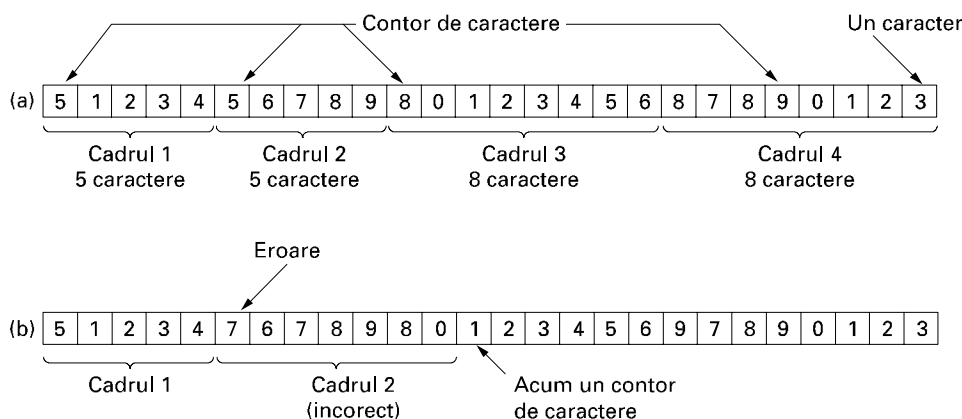 Contor de caractere
Un caracter
(a) 5 1 2 3 4 5 6 7 8 9 8 0 1 2 3 4 5 6 8 7 8 9 0 1 2 3
Cadrul 1
5 caractere
Cadrul 2
5 caractere
Cadrul 3
8 caractere
Cadrul 4
8 caractere
Eroare
(b) 5 1 2 3 4 7 6 7 8 9 8 0 1 2 3 4 5 6 9 7 8 9 0 1 2 3
Cadrul 1
Cadrul 2
(incorect)
Acum un contor
de caractere